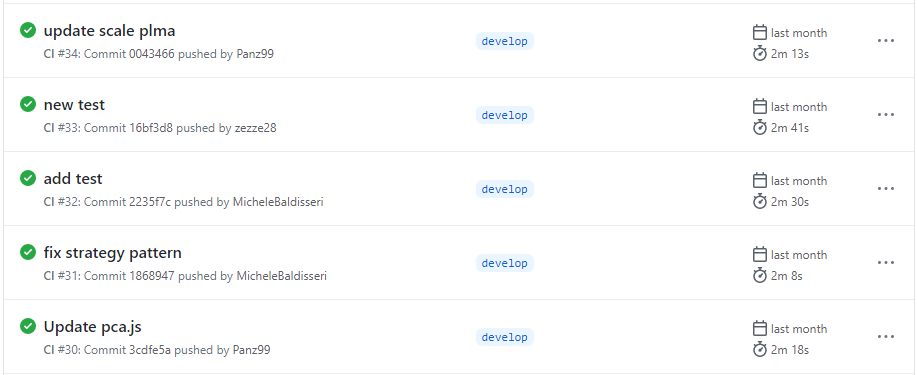 update scale plma
CI #34: Commit 0043466 pushed by Panz99
develop
last month
2m 13s
new test
CI #33: Commit 16bf3d8 pushed by zezze28
develop
last month
2m 41s
add test
CI #32: Commit 2235f7c pushed by MicheleBaldisseri
develop
last month
2m 30s
fix strategy pattern
CI #31: Commit 1868947 pushed by MicheleBaldisseri
develop
last month
2m 8s
Update pca.js
CI #30: Commit 3cdfe5a pushed by Panz99
develop
last month
2m 18s